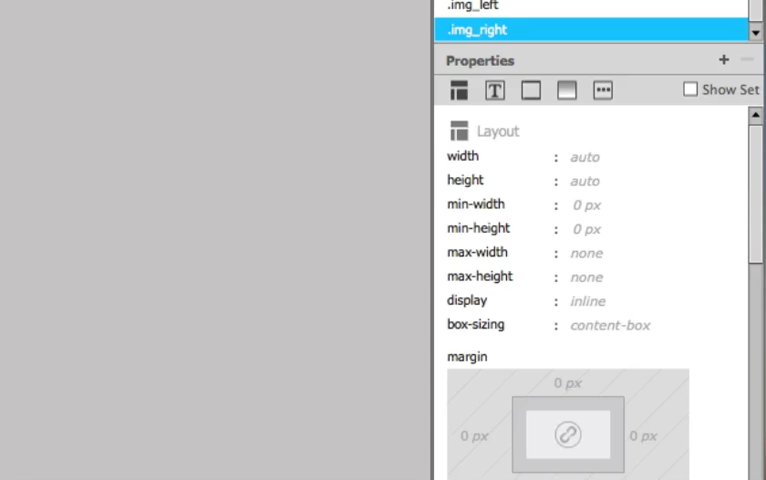 .img_left
.img_right
Properties + −
T Show Set
Layout
width : auto
height : auto
min-width : 0 px
min-height : 0 px
max-width : none
max-height : none
display : inline
box-sizing : content-box
margin
0 px
0 px 0 px